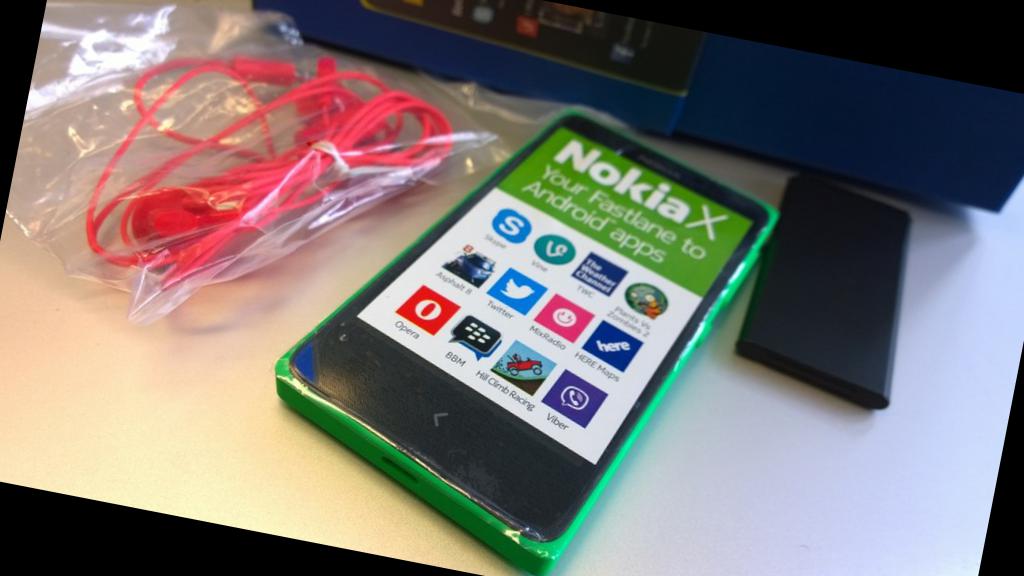 Nokia X
Your Fastlane to
Android apps
Skype
Vine
The
Weather
Channel
TWC
Plants Vs
Zombies 2
Asphalt 8
Twitter
MixRadio
here
HERE Maps
Opera
BBM
Hill Climb Racing
Viber